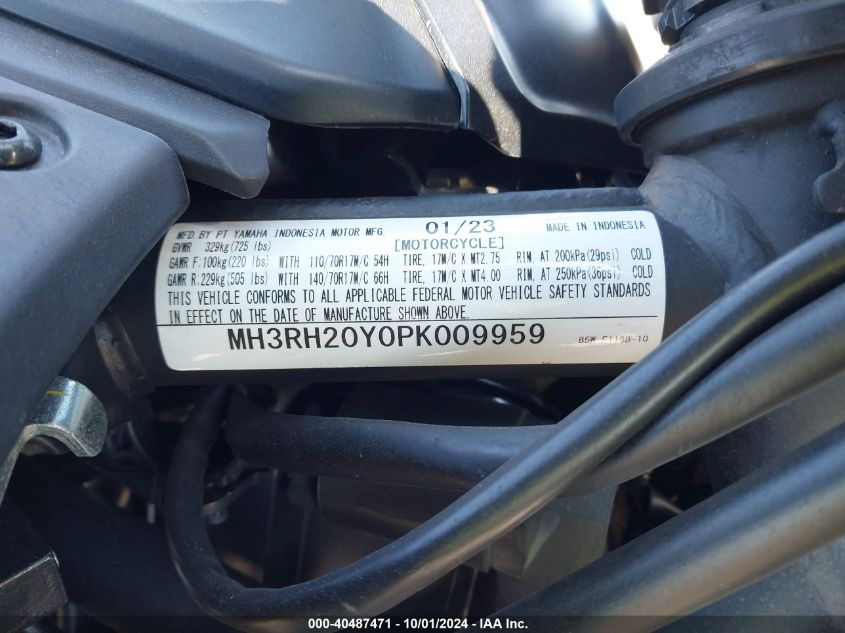 MFD. BY PT YAMAHA INDONESIA MOTOR MFG. 01/23 MADE IN INDONESIA
GVWR 329kg(725 lbs) [MOTORCYCLE]
GAWR F:100kg(220 lbs) WITH 110/70R17M/C 54H TIRE, 17M/C X MT2.75 RIM, AT 200kPa(29psi) COLD
GAWR R:229kg(505 lbs) WITH 140/70R17M/C 66H TIRE, 17M/C X MT4.00 RIM, AT 250kPa(36psi) COLD
THIS VEHICLE CONFORMS TO ALL APPLICABLE FEDERAL MOTOR VEHICLE SAFETY STANDARDS
IN EFFECT ON THE DATE OF MANUFACTURE SHOWN ABOVE.
MH3RH20Y0PK009959
000-40487471 - 10/01/2024 - IAA Inc.